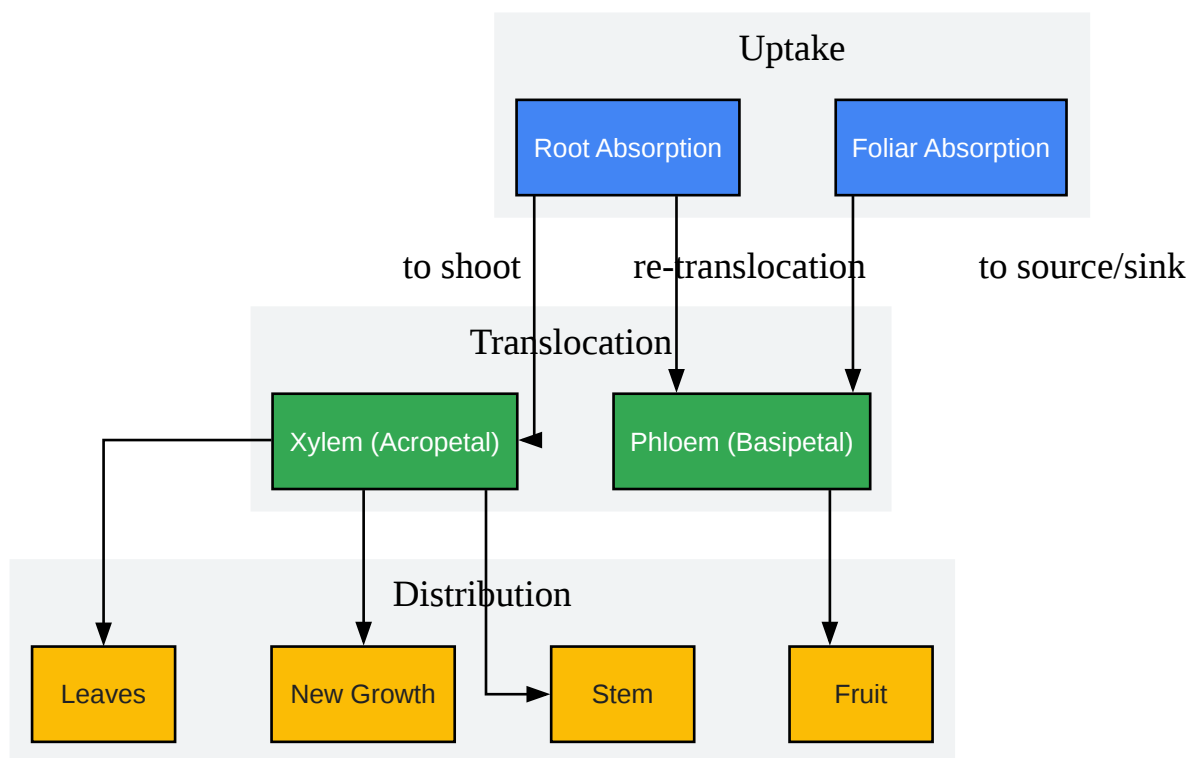 Uptake
Root Absorption
Foliar Absorption
to shoot
re-translocation
to source/sink
Translocation
Xylem (Acropetal)
Phloem (Basipetal)
Distribution
Leaves
New Growth
Stem
Fruit